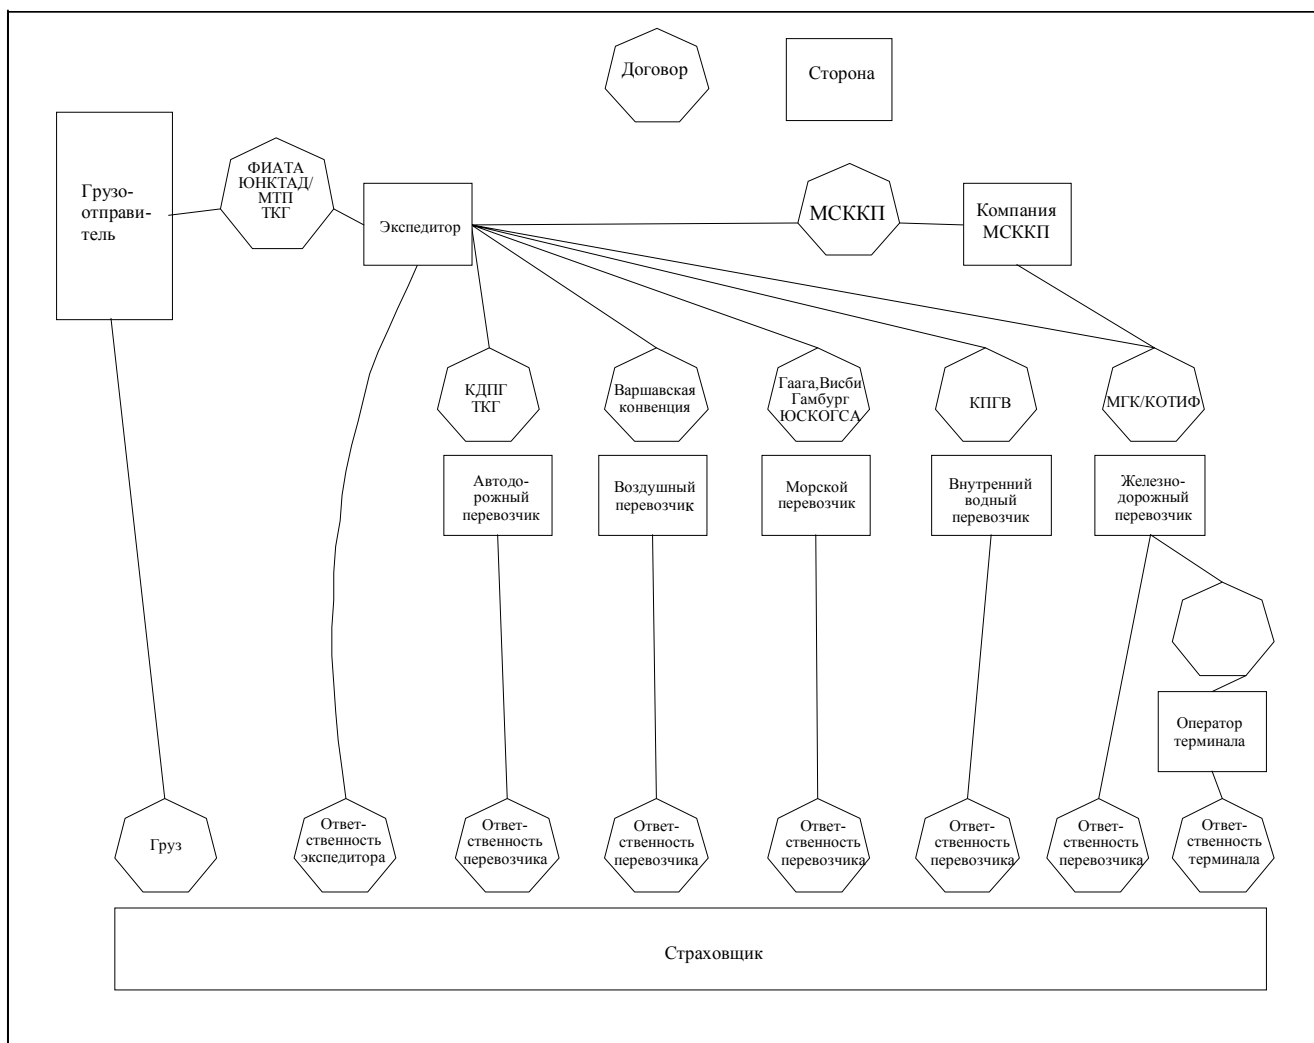 Договор
Сторона
Грузо-
отправи-
тель
ФИАТА
ЮНКТАД/
МТП
ТКГ
Экспедитор
МСККП
Компания
МСККП
КДПГ
ТКГ
Варшавская
конвенция
Гаага,Висби
Гамбург
ЮСКОГСА
КПГВ
МГК/КОТИФ
Автодо-
рожный
перевозчик
Воздушный
перевозчик
Морской
перевозчик
Внутренний
водный
перевозчик
Железно-
дорожный
перевозчик
Оператор
терминала
Груз
Ответ-
ственность
экспедитора
Ответ-
ственность
перевозчика
Ответ-
ственность
перевозчика
Ответ-
ственность
перевозчика
Ответ-
ственность
перевозчика
Ответ-
ственность
перевозчика
Ответ-
ственность
терминала
Страховщик